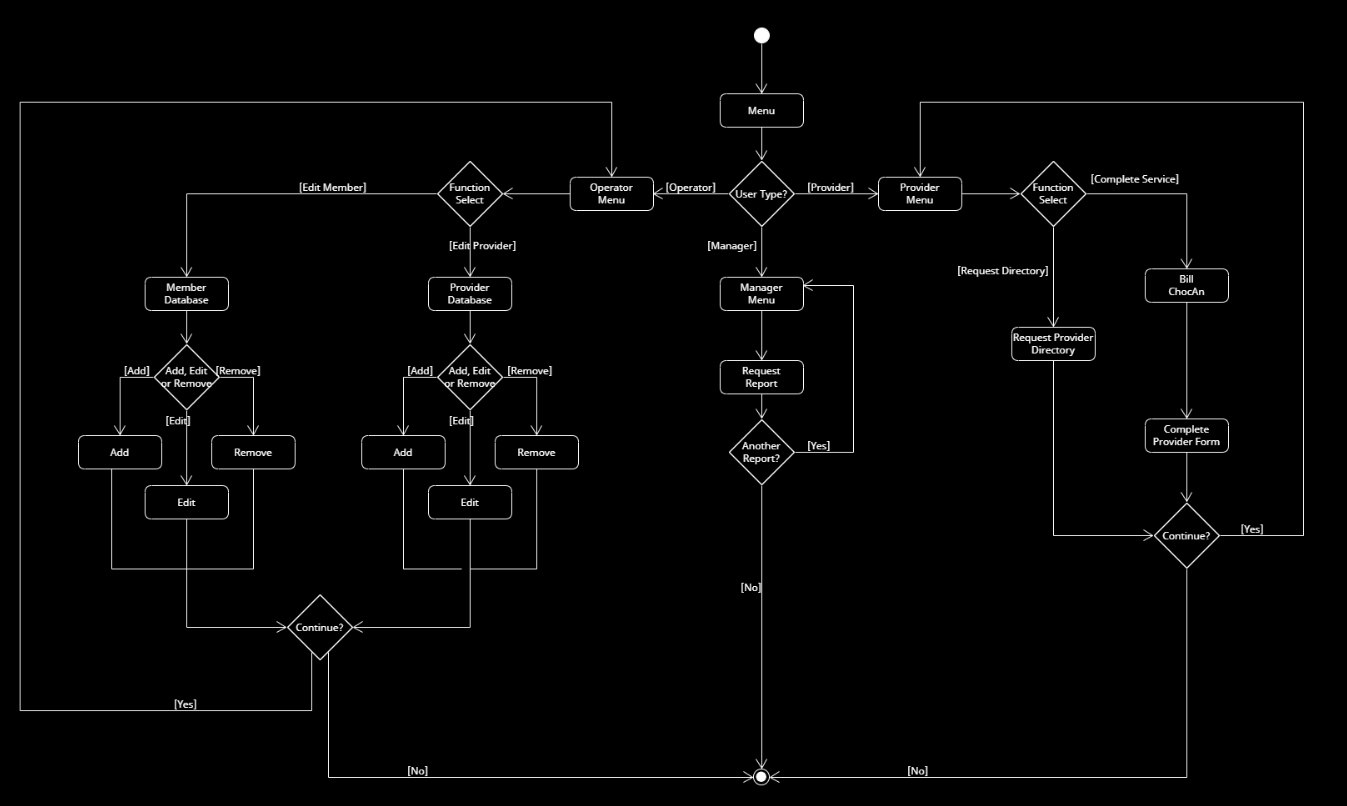 Menu
[Edit Member]
Function
Select
Operator
Menu
[Operator]
User Type?
[Provider]
Provider
Menu
Function
Select
[Complete Service]
[Edit Provider]
[Manager]
[Request Directory]
Member
Database
Provider
Database
Manager
Menu
Bill
ChocAn
Request Provider
Directory
[Add]
Add, Edit
or Remove
[Remove]
[Edit]
[Add]
Add, Edit
or Remove
[Remove]
[Edit]
Request
Report
Add
Remove
Edit
Add
Remove
Edit
Another
Report?
[Yes]
Complete
Provider Form
Continue?
[Yes]
[No]
Continue?
[Yes]
[No]
[No]